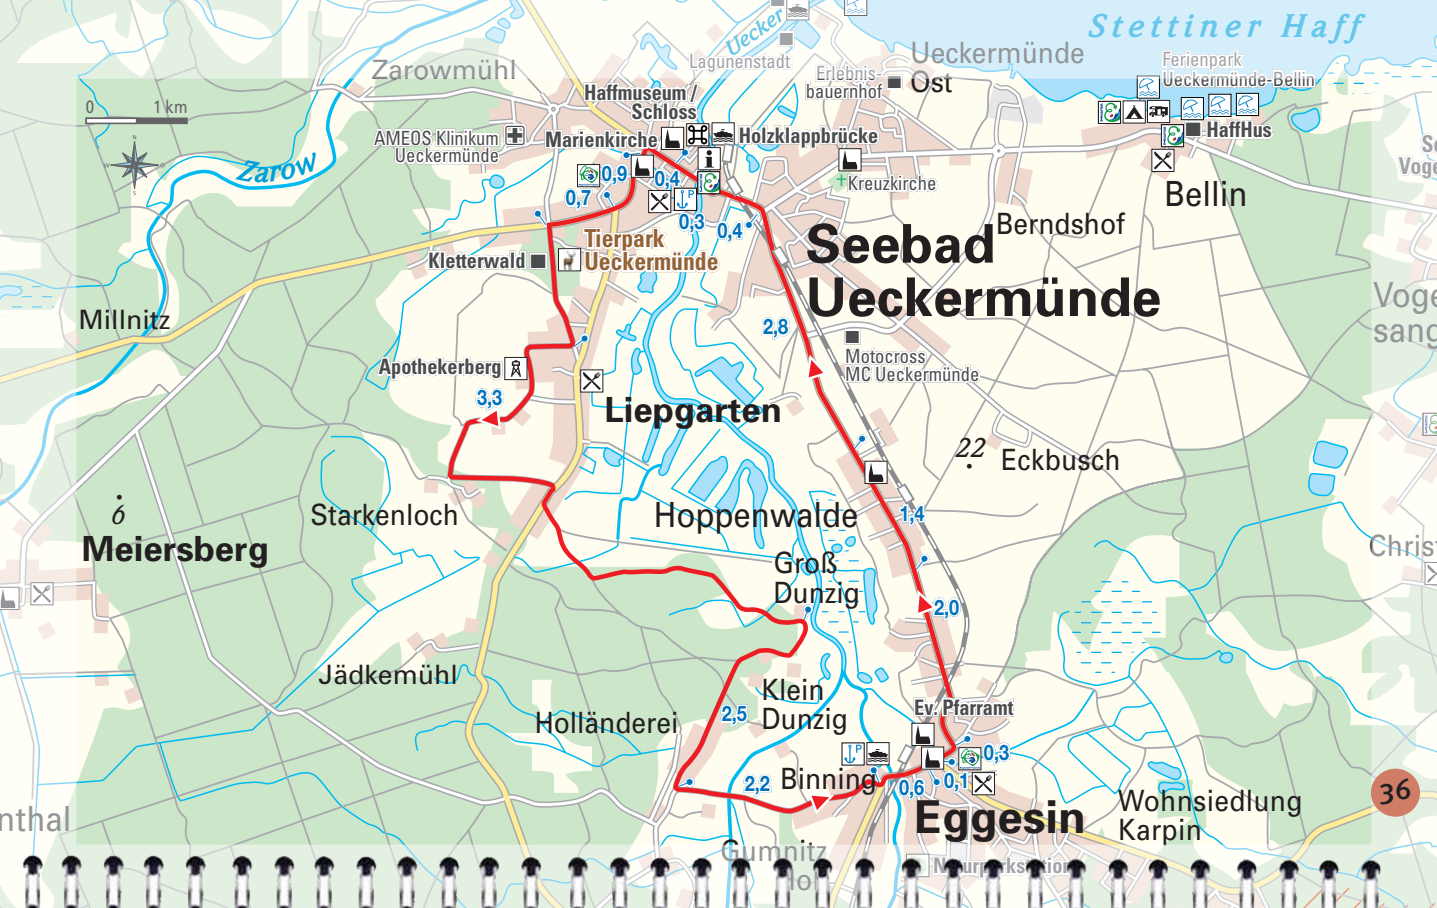 Stettiner Haff
Uecker
Lagunenstadt
Ueckermünde
Ost
Erlebnis-
bauernhof
Ferienpark
Ueckermünde-Bellin
Zarowmühl
0 1 km
N
Haffmuseum /
Schloss
AMEOS Klinikum
Ueckermünde
Marienkirche
Holzklappbrücke
HaffHus
Kreuzkirche
Bellin
Zarow
0,9
0,4
0,7
0,3
0,4
P
i
Berndshof
Seebad
Ueckermünde
Tierpark
Ueckermünde
Kletterwald
Millnitz
2,8
Motocross
MC Ueckermünde
Apothekerberg
3,3
Liepgarten
22
Eckbusch
6
Starkenloch
Hoppenwalde
1,4
Meiersberg
Groß
Dunzig
2,0
Jädkemühl
Klein
Dunzig
2,5
Holländerei
Ev. Pfarramt
P
0,3
Binning
2,2
0,6
0,1
Eggesin
Wohnsiedlung
Karpin
36
nthal
Gumnitz
Naturparkstation
Christ
Voge
sang